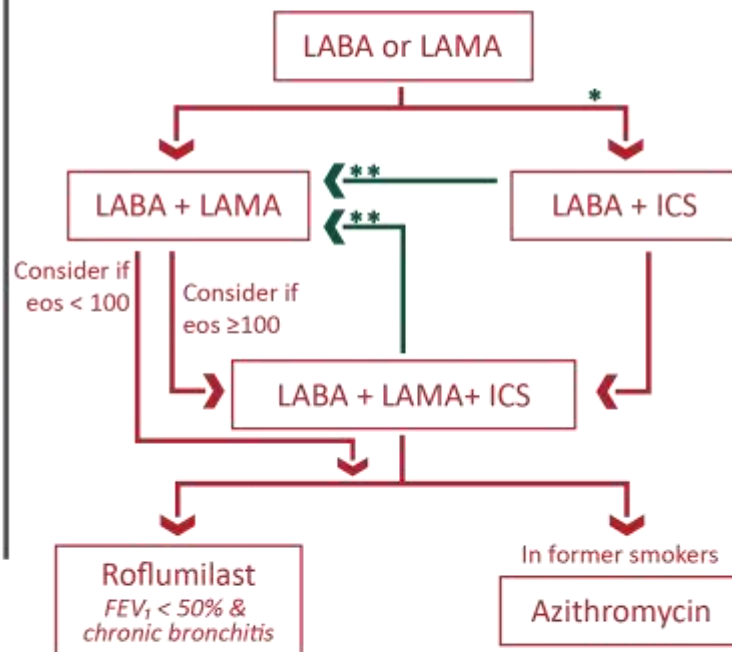 LABA or LAMA
*
LABA + LAMA
**
**
LABA + ICS
Consider if
eos < 100
Consider if
eos ≥100
LABA + LAMA+ ICS
Roflumilast
FEV₁ < 50% &
chronic bronchitis
In former smokers
Azithromycin